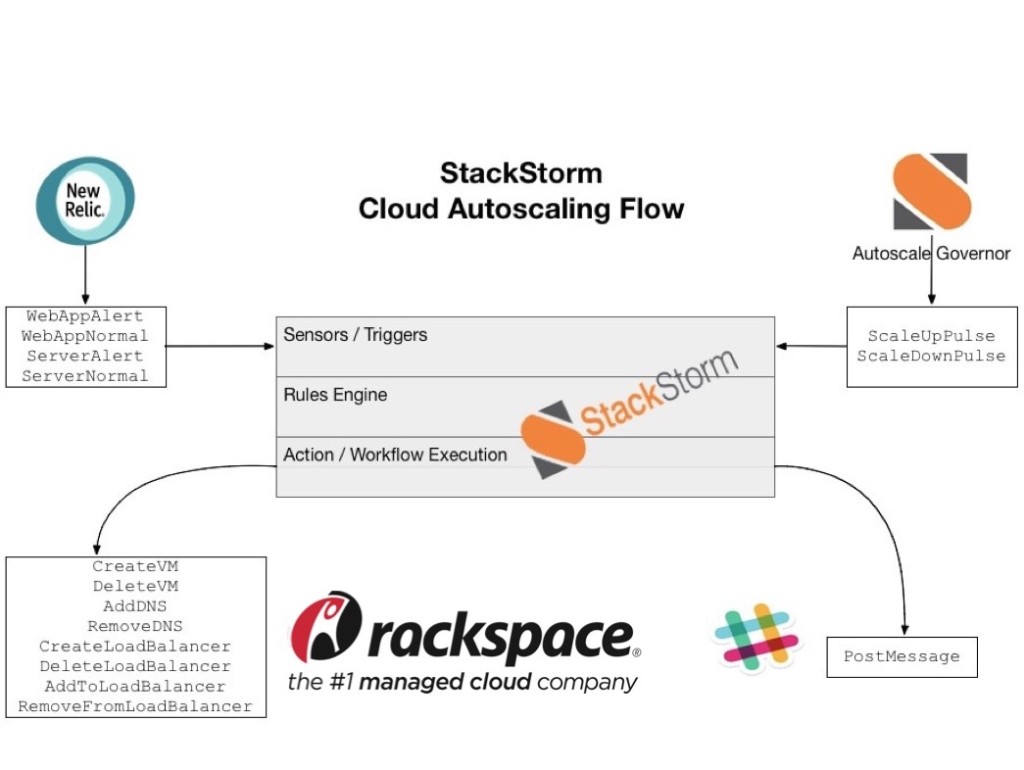 StackStorm
Cloud Autoscaling Flow
New
Relic.
Autoscale Governor
WebAppAlert
WebAppNormal
ServerAlert
ServerNormal
Sensors / Triggers
Rules Engine
Action / Workflow Execution
StackStorm
ScaleUpPulse
ScaleDownPulse
CreateVM
DeleteVM
AddDNS
RemoveDNS
CreateLoadBalancer
DeleteLoadBalancer
AddToLoadBalancer
RemoveFromLoadBalancer
rackspace®
the #1 managed cloud company
PostMessage